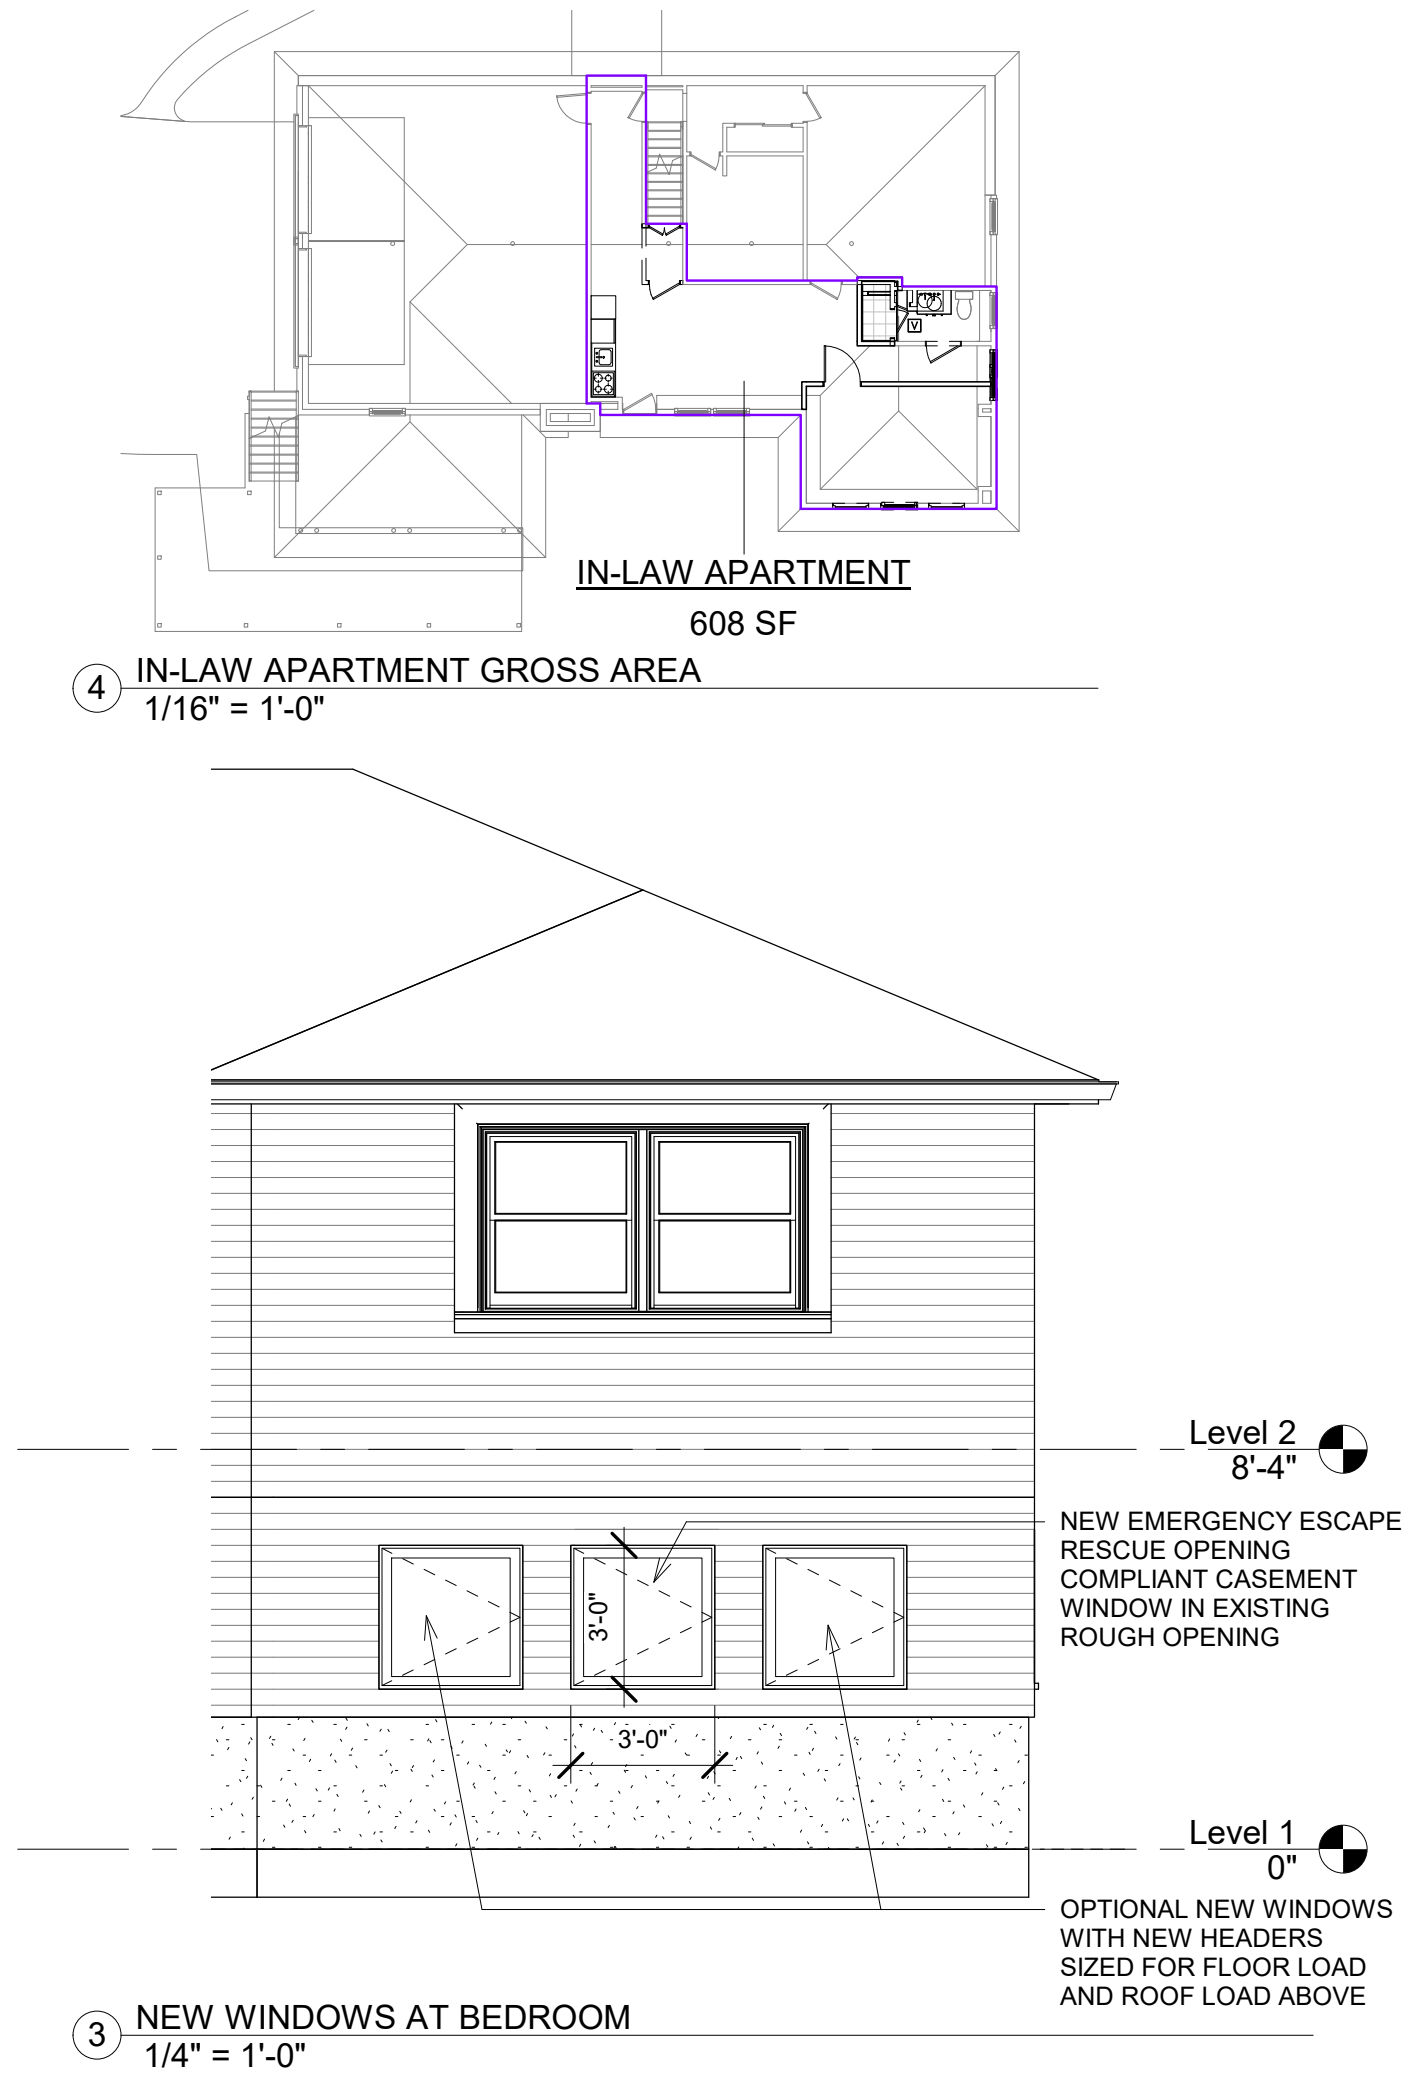 V
IN-LAW APARTMENT
608 SF
4
IN-LAW APARTMENT GROSS AREA
1/16" = 1'-0"
Level 2
8'-4"
NEW EMERGENCY ESCAPE
RESCUE OPENING
COMPLIANT CASEMENT
WINDOW IN EXISTING
ROUGH OPENING
3'-0"
3'-0"
Level 1
0"
OPTIONAL NEW WINDOWS
WITH NEW HEADERS
SIZED FOR FLOOR LOAD
AND ROOF LOAD ABOVE
3
NEW WINDOWS AT BEDROOM
1/4" = 1'-0"